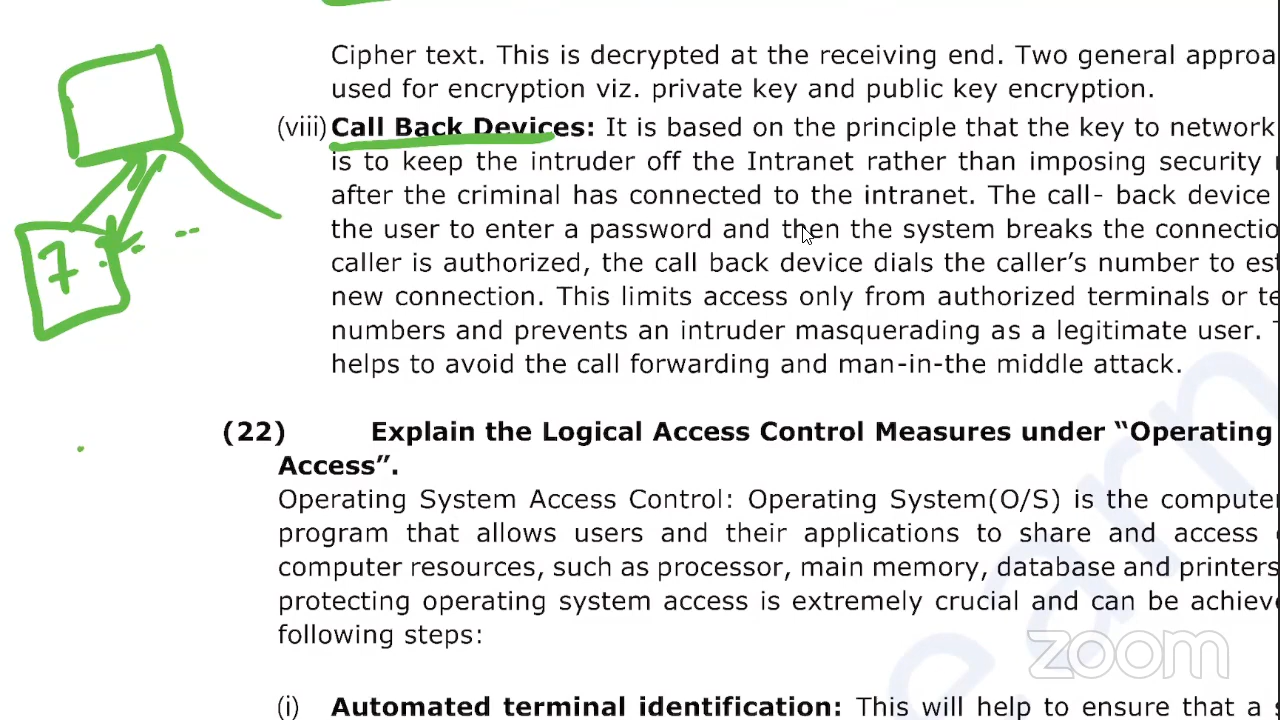 Cipher text. This is decrypted at the receiving end. Two general approa
used for encryption viz. private key and public key encryption.
(viii) Call Back Devices: It is based on the principle that the key to network
is to keep the intruder off the Intranet rather than imposing security
after the criminal has connected to the intranet. The call- back device
the user to enter a password and then the system breaks the connectio
caller is authorized, the call back device dials the caller’s number to est
new connection. This limits access only from authorized terminals or te
numbers and prevents an intruder masquerading as a legitimate user.
helps to avoid the call forwarding and man-in-the middle attack.
7
(22) Explain the Logical Access Control Measures under “Operating
Access”.
Operating System Access Control: Operating System(O/S) is the compute
program that allows users and their applications to share and access
computer resources, such as processor, main memory, database and printers
protecting operating system access is extremely crucial and can be achieve
following steps:
zoom
(i) Automated terminal identification: This will help to ensure that a s